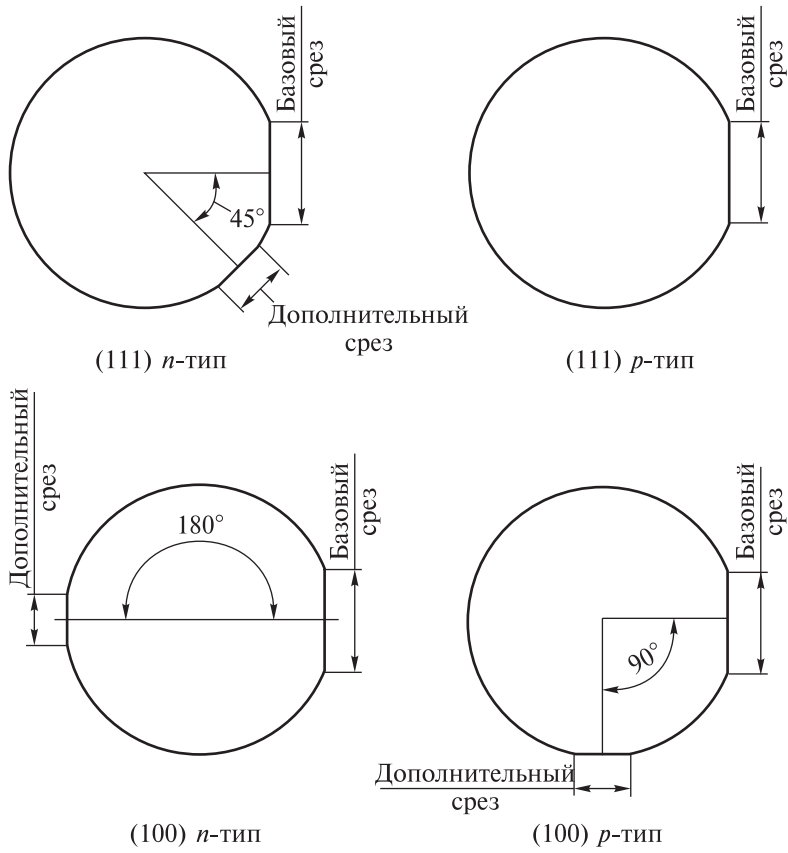 Базовый
срез
45°
Дополнительный
срез
(111) n-тип
Базовый
срез
(111) p-тип
Дополнительный
срез
180°
Базовый
срез
(100) n-тип
Базовый
срез
90°
Дополнительный
срез
(100) p-тип